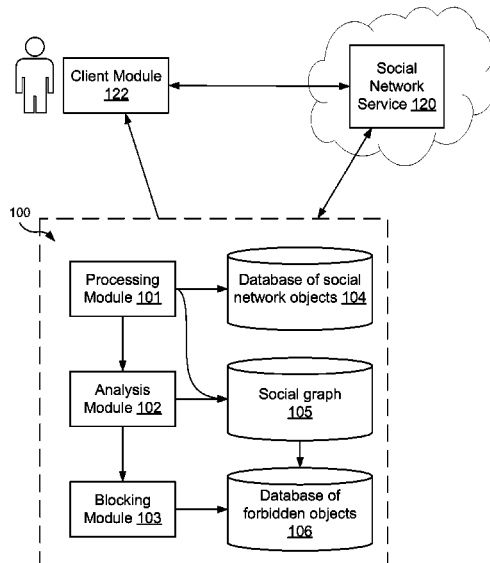 Client Module
122
Social
Network
Service 120
100
Processing
Module 101
Database of social
network objects 104
Analysis
Module 102
Social graph
105
Blocking
Module 103
Database of
forbidden objects
106